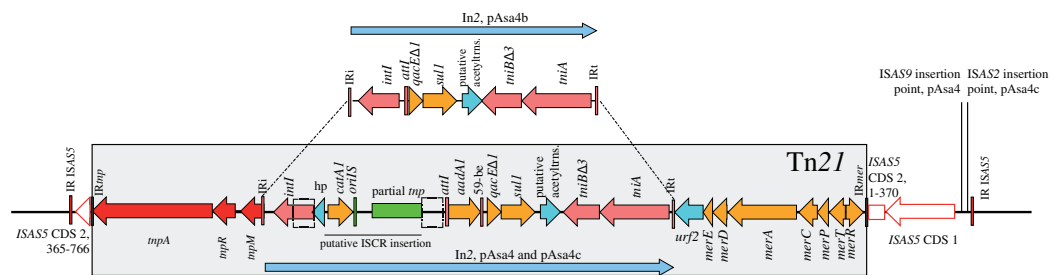 In2, pAsa4b
IRi
intI
attI
qacEΔ1
sul1
putative
acetyltrns.
tniBΔ3
tniA
IRt
ISAS9 insertion
point, pAsa4
ISAS2 insertion
point, pAsa4c
Tn21
IR ISAS5
IRtnp
IRi
intI
hp
catA1
oriIS
partial tnp
attI
aadA1
59-be
qacEΔ1
sul1
putative
acetyltrns.
tniBΔ3
tniA
IRt
IRmer
ISAS5
CDS 2,
1-370
IR ISAS5
ISAS5 CDS 2,
365-766
tnpA
tnpR
tnpM
putative ISCR insertion
urf2
merE
merD
merA
merC
merP
merT
merR
ISAS5 CDS 1
In2, pAsa4 and pAsa4c